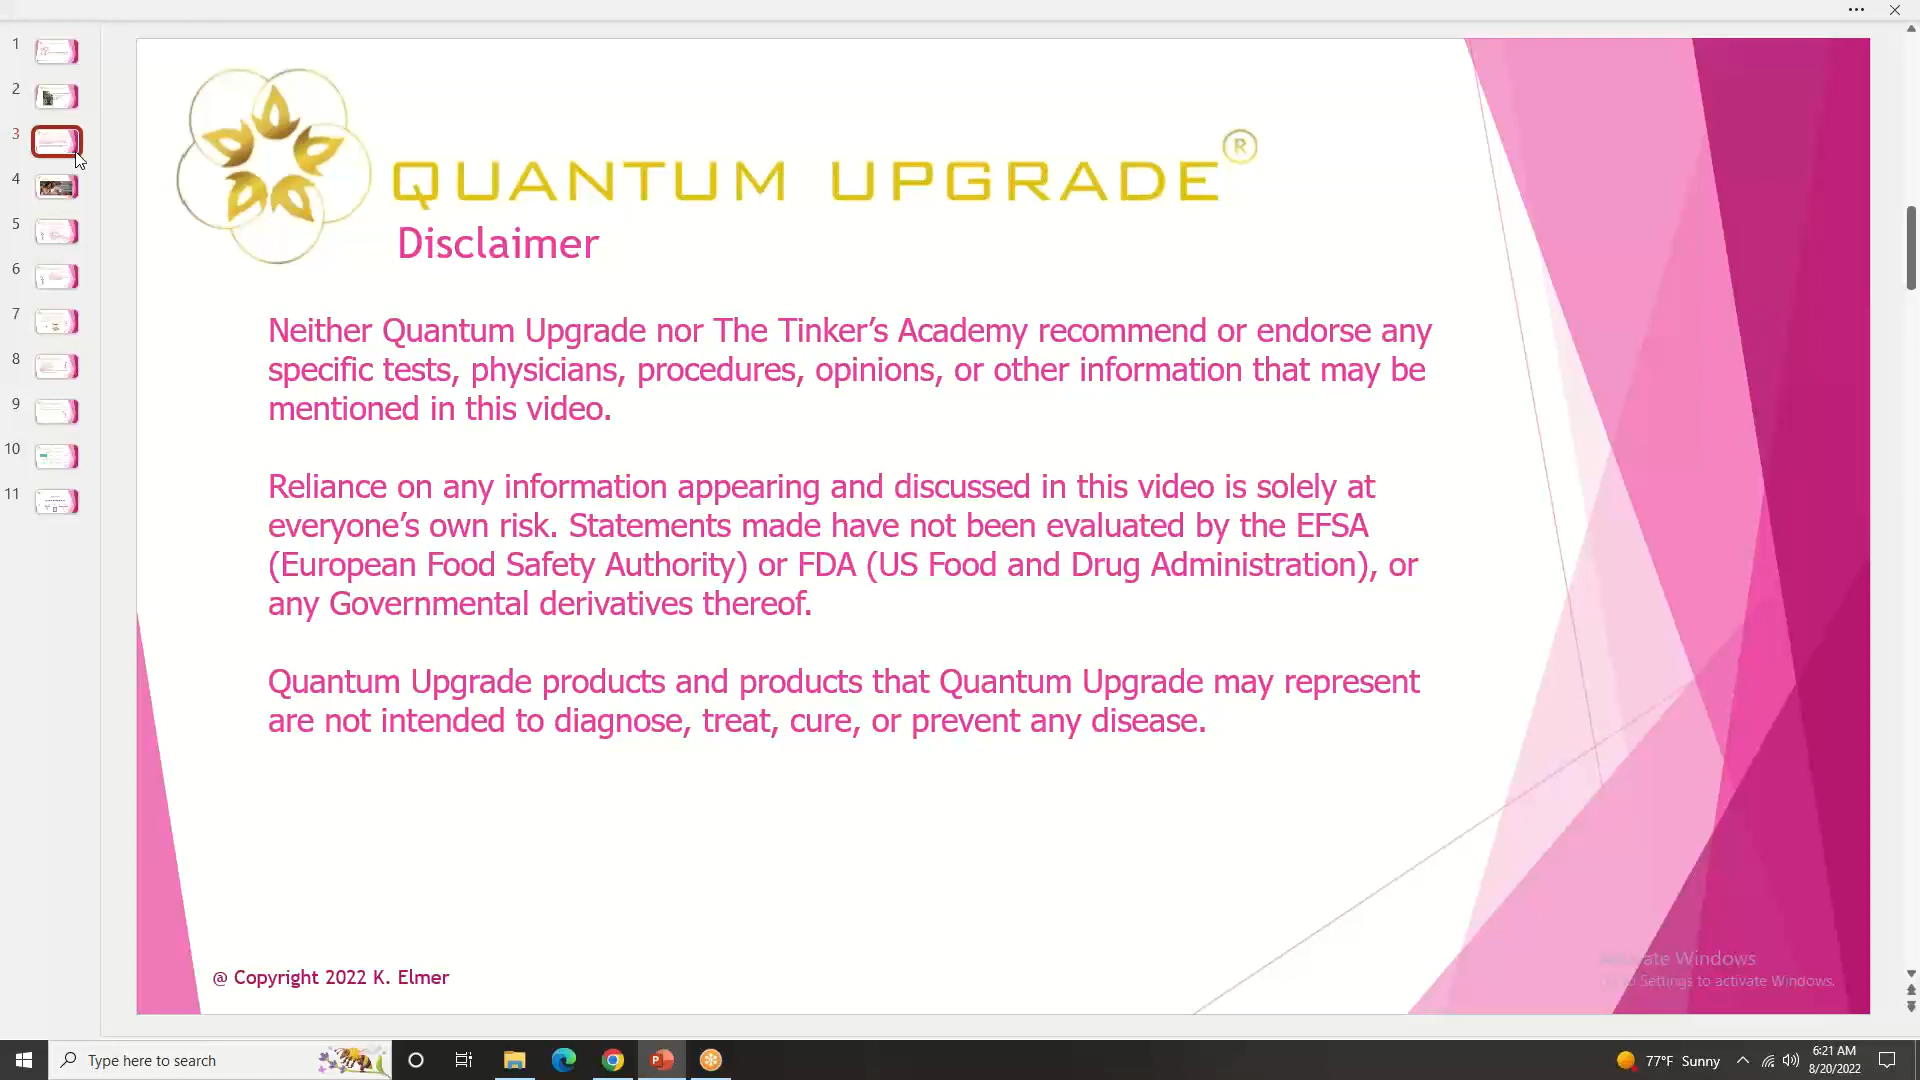 1
2
3
4
5
6
7
8
9
10
11
QUANTUM UPGRADE®
Disclaimer
Neither Quantum Upgrade nor The Tinker’s Academy recommend or endorse any
specific tests, physicians, procedures, opinions, or other information that may be
mentioned in this video.
Reliance on any information appearing and discussed in this video is solely at
everyone’s own risk. Statements made have not been evaluated by the EFSA
(European Food Safety Authority) or FDA (US Food and Drug Administration), or
any Governmental derivatives thereof.
Quantum Upgrade products and products that Quantum Upgrade may represent
are not intended to diagnose, treat, cure, or prevent any disease.
@ Copyright 2022 K. Elmer
Windows
Settings to activate Windows.
Type here to search
77°F Sunny
6:21 AM
8/20/2022